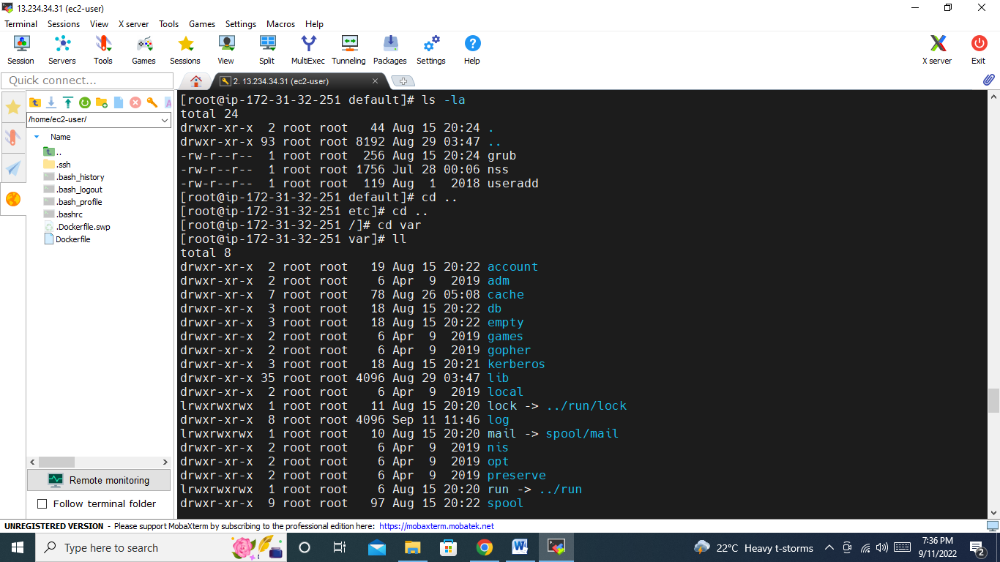 13.234.34.31 (ec2-user)
Terminal Sessions View X server Tools Games Settings Macros Help
Session Servers Tools Games Sessions View Split MultiExec Tunneling Packages Settings Help X server Exit
Quick connect...
2. 13.234.34.31 (ec2-user)
/home/ec2-user/
Name
..
.ssh
.bash_history
.bash_logout
.bash_profile
.bashrc
.Dockerfile.swp
Dockerfile
Remote monitoring
Follow terminal folder
[root@ip-172-31-32-251 default]# ls -la
total 24
drwxr-xr-x  2 root root   44 Aug 15 20:24 .
drwxr-xr-x 93 root root 8192 Aug 29 03:47 ..
-rw-r--r--  1 root root  256 Aug 15 20:24 grub
-rw-r--r--  1 root root 1756 Jul 28 00:06 nss
-rw-r--r--  1 root root  119 Aug  1  2018 useradd
[root@ip-172-31-32-251 default]# cd ..
[root@ip-172-31-32-251 etc]# cd ..
[root@ip-172-31-32-251 /]# cd var
[root@ip-172-31-32-251 var]# ll
total 8
drwxr-xr-x  2 root root   19 Aug 15 20:22 account
drwxr-xr-x  2 root root    6 Apr  9  2019 adm
drwxr-xr-x  7 root root   78 Aug 26 05:08 cache
drwxr-xr-x  3 root root   18 Aug 15 20:22 db
drwxr-xr-x  3 root root   18 Aug 15 20:22 empty
drwxr-xr-x  2 root root    6 Apr  9  2019 games
drwxr-xr-x  2 root root    6 Apr  9  2019 gopher
drwxr-xr-x  3 root root   18 Aug 15 20:21 kerberos
drwxr-xr-x 35 root root 4096 Aug 29 03:47 lib
drwxr-xr-x  2 root root    6 Apr  9  2019 local
lrwxrwxrwx  1 root root   11 Aug 15 20:20 lock -> ../run/lock
drwxr-xr-x  8 root root 4096 Sep 11 11:46 log
lrwxrwxrwx  1 root root   10 Aug 15 20:20 mail -> spool/mail
drwxr-xr-x  2 root root    6 Apr  9  2019 nis
drwxr-xr-x  2 root root    6 Apr  9  2019 opt
drwxr-xr-x  2 root root    6 Apr  9  2019 preserve
lrwxrwxrwx  1 root root    6 Aug 15 20:20 run -> ../run
drwxr-xr-x  9 root root   97 Aug 15 20:22 spool
UNREGISTERED VERSION - Please support MobaXterm by subscribing to the professional edition here: https://mobaxterm.mobatek.net
Type here to search
22°C Heavy t-storms
7:36 PM
9/11/2022
2